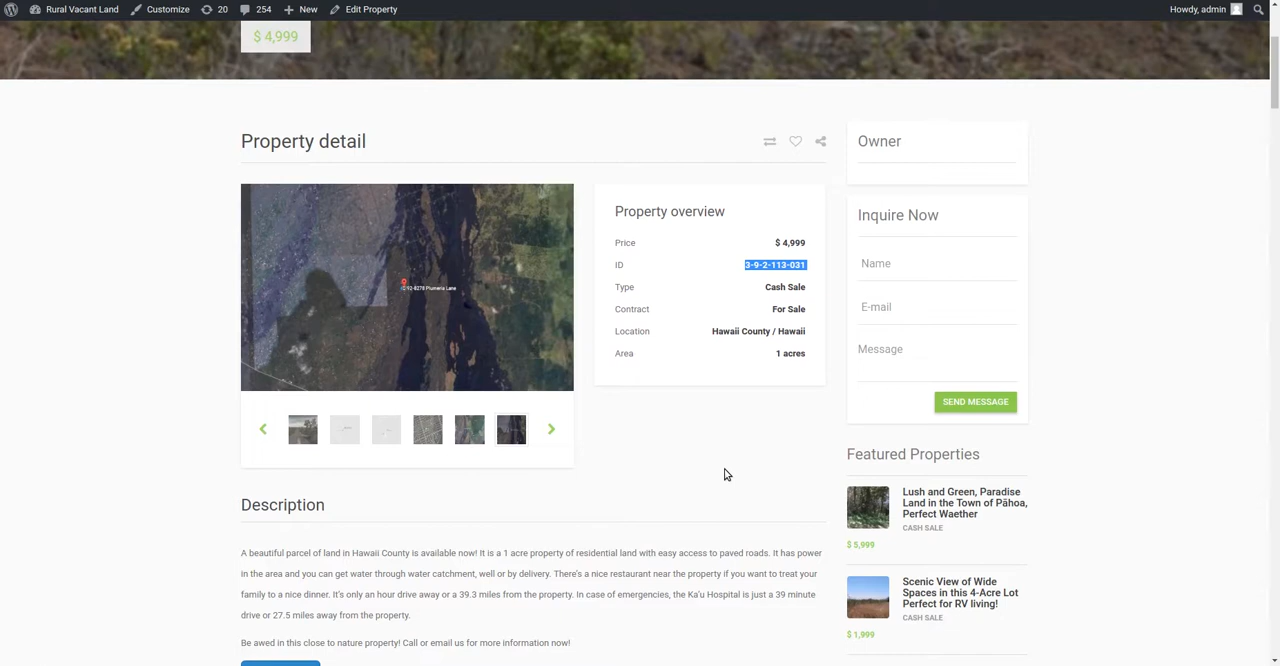 Rural Vacant Land Customize 20 254 New Edit Property Howdy, admin
$ 4,999
Property detail
92-8278 Plumeria Lane
Property overview
Price $ 4,999
ID 3-9-2-113-031
Type Cash Sale
Contract For Sale
Location Hawaii County / Hawaii
Area 1 acres
Description
A beautiful parcel of land in Hawaii County is available now! It is a 1 acre property of residential land with easy access to paved roads. It has power
in the area and you can get water through water catchment, well or by delivery. There's a nice restaurant near the property if you want to treat your
family to a nice dinner. It's only an hour drive away or a 39.3 miles from the property. In case of emergencies, the Ka'u Hospital is just a 39 minute
drive or 27.5 miles away from the property.
Be awed in this close to nature property! Call or email us for more information now!
Owner
Inquire Now
Name
E-mail
Message
SEND MESSAGE
Featured Properties
Lush and Green, Paradise
Land in the Town of Pāhoa,
Perfect Waether
CASH SALE
$ 5,999
Scenic View of Wide
Spaces in this 4-Acre Lot
Perfect for RV living!
CASH SALE
$ 1,999